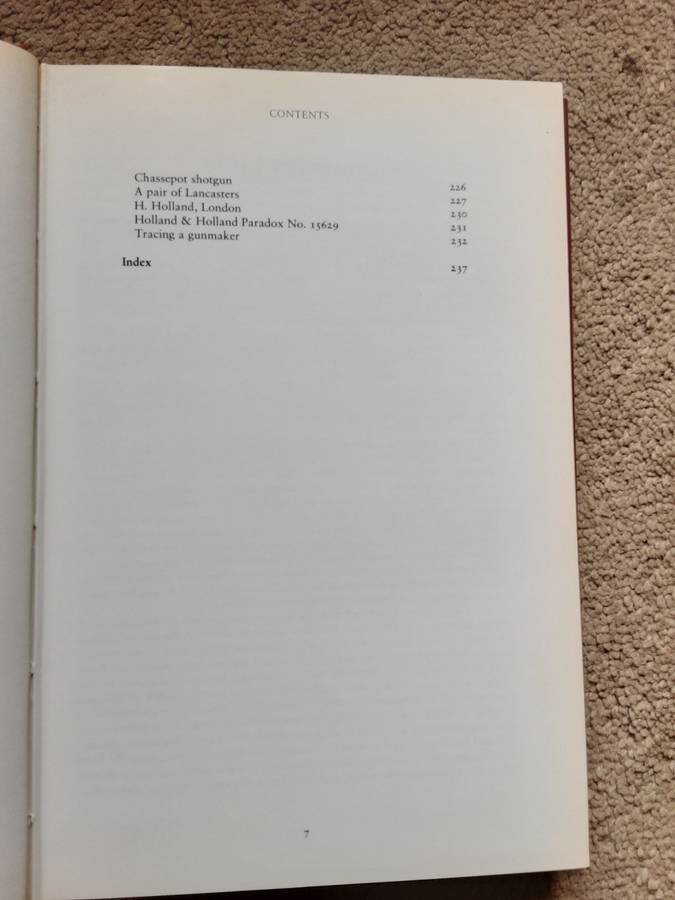 CONTENTS
Chassepot shotgun 226
A pair of Lancasters 227
H. Holland, London 230
Holland & Holland Paradox No. 15629 231
Tracing a gunmaker 232
Index 237
7